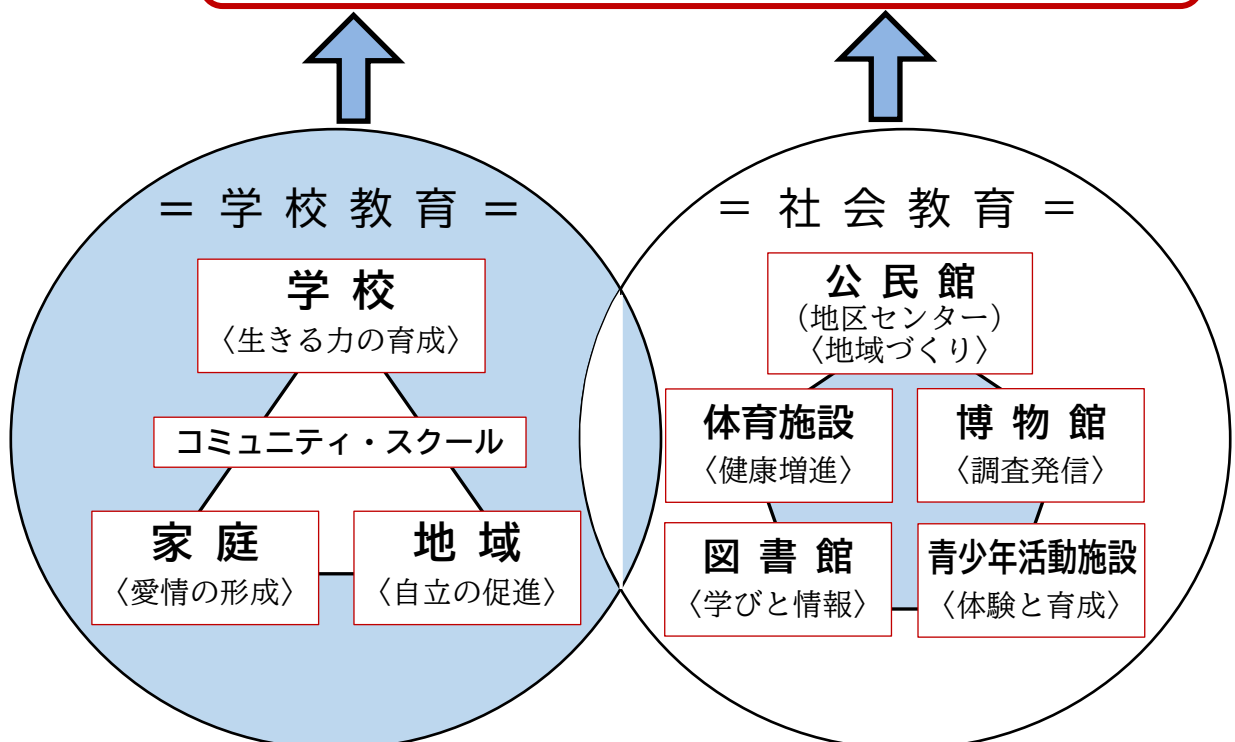 ＝ 学 校 教 育 ＝
学 校
〈生きる力の育成〉
コミュニティ・スクール
家 庭
〈愛情の形成〉
地 域
〈自立の促進〉
＝ 社 会 教 育 ＝
公 民 館
（地区センター）
〈地域づくり〉
体育施設
〈健康増進〉
博 物 館
〈調査発信〉
図 書 館
〈学びと情報〉
青少年活動施設
〈体験と育成〉